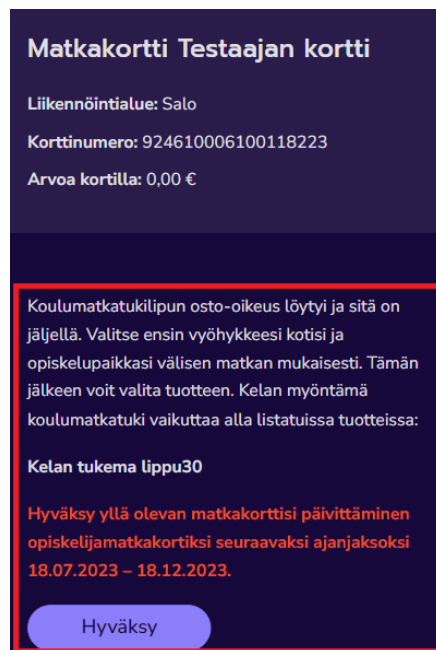 Matkakortti Testaajan kortti
Liikennöintialue: Salo
Korttinumero: 924610006100118223
Arvoa kortilla: 0,00 €
Koulumatkatukilipun osto-oikeus löytyi ja sitä on
jäljellä. Valitse ensin vyöhykkeesi kotisi ja
opiskelupaikkasi välisen matkan mukaisesti. Tämän
jälkeen voit valita tuotteen. Kelan myöntämä
koulumatkatuki vaikuttaa alla listatuissa tuotteissa:
Kelan tukema lippu30
Hyväksy yllä olevan matkakorttisi päivittäminen
opiskelijamatkakortiksi seuraavaksi ajanjaksoksi
18.07.2023 – 18.12.2023.
Hyväksy